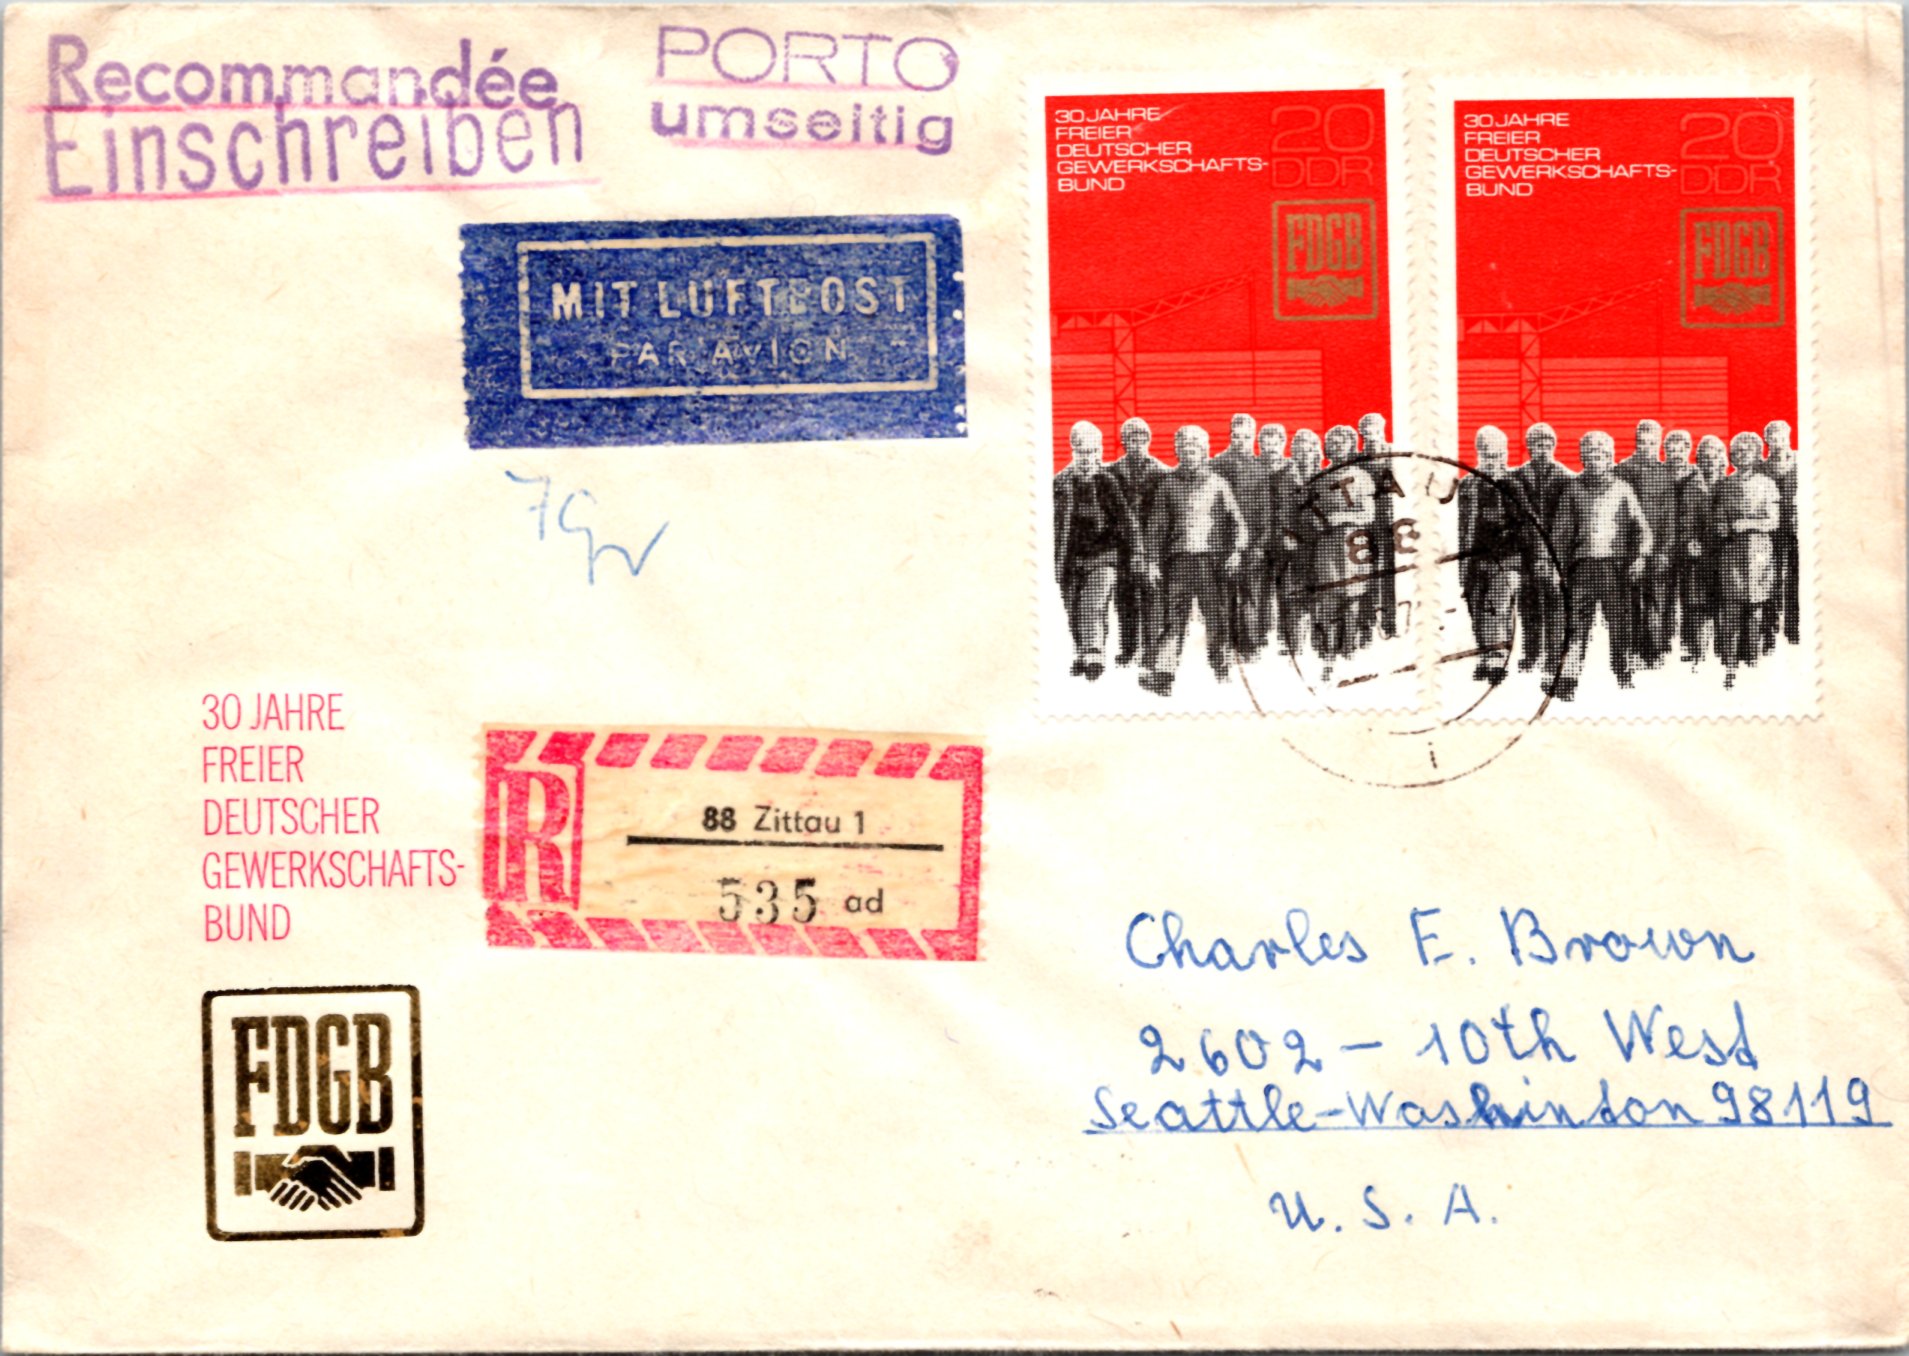 Recommandée
Einschreiben
PORTO
umseitig
MIT LUFTPOST
PAR AVION
30 JAHRE
FREIER
DEUTSCHER
GEWERKSCHAFTS-
BUND
20
DDR
FDGB
30 JAHRE
FREIER
DEUTSCHER
GEWERKSCHAFTS-
BUND
20
DDR
FDGB
i
30 JAHRE
FREIER
DEUTSCHER
GEWERKSCHAFTS-
BUND
FDGB
R
88 Zittau 1
535 ad
Charles E. Brown
2602 - 10th West
Seattle-Washinton 98119
U. S. A.